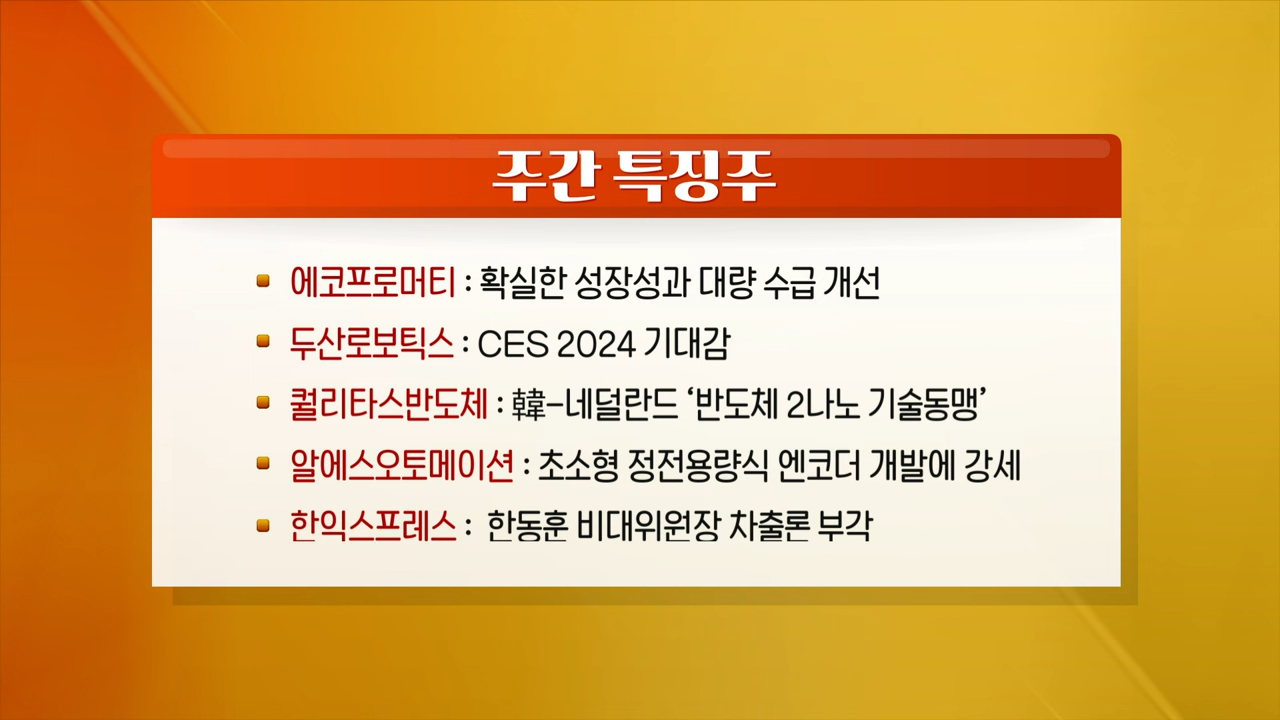 주간 특징주
에코프로머티 : 확실한 성장성과 대량 수급 개선
두산로보틱스 : CES 2024 기대감
퀄리타스반도체 : 韓-네덜란드 ‘반도체 2나노 기술동맹’
알에스오토메이션 : 초소형 정전용량식 엔코더 개발에 강세
한익스프레스 : 한동훈 비대위원장 차출론 부각